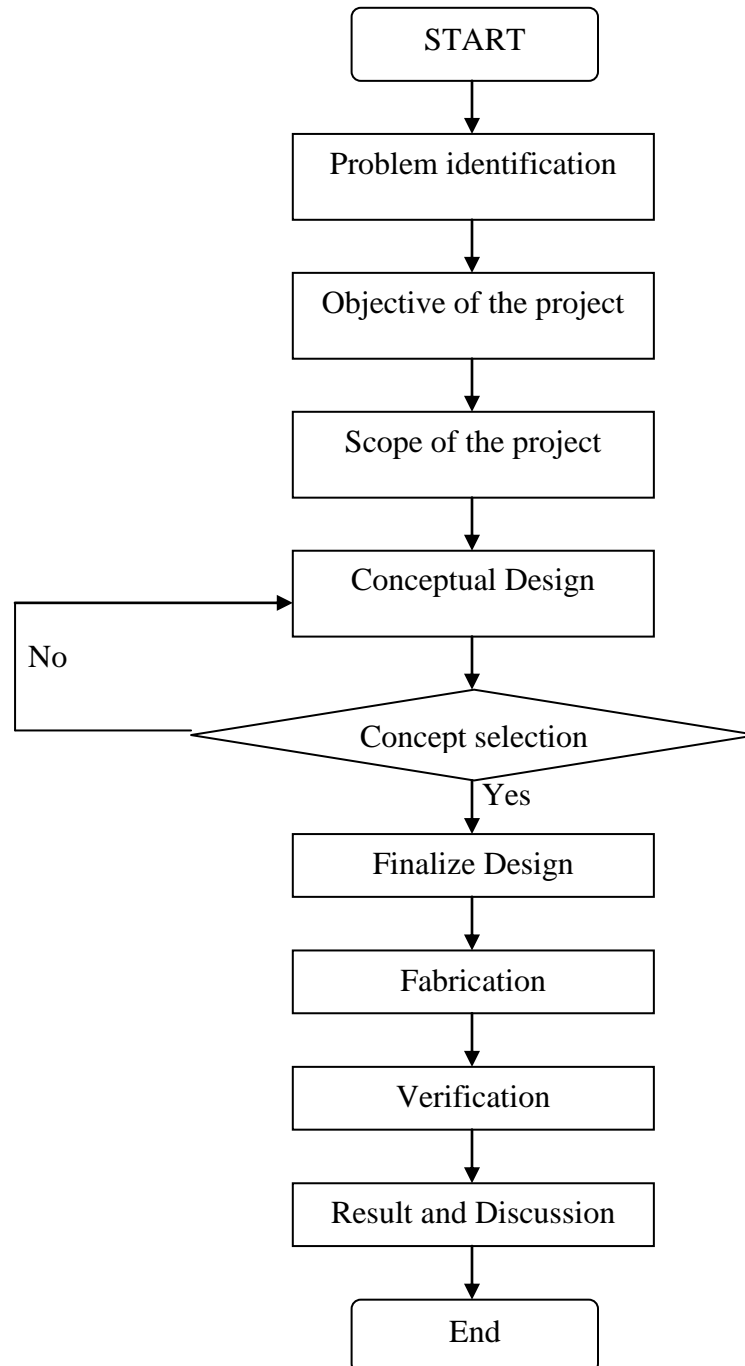 START
Problem identification
Objective of the project
Scope of the project
Conceptual Design
No
Concept selection
Yes
Finalize Design
Fabrication
Verification
Result and Discussion
End